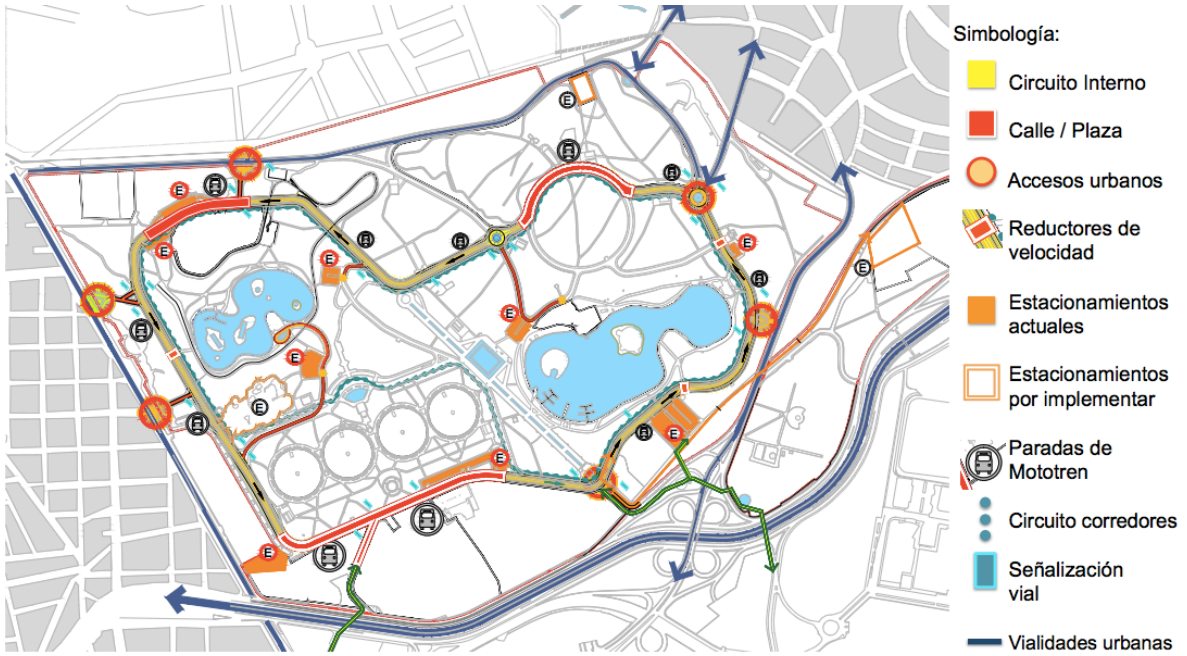 Simbología:
Circuito Interno
Calle / Plaza
Accesos urbanos
Reductores de
velocidad
Estacionamientos
actuales
Estacionamientos
por implementar
Paradas de
Mototren
Circuito corredores
Señalización
vial
Vialidades urbanas
E
E
E
E
E
E
E
E
E
E
E